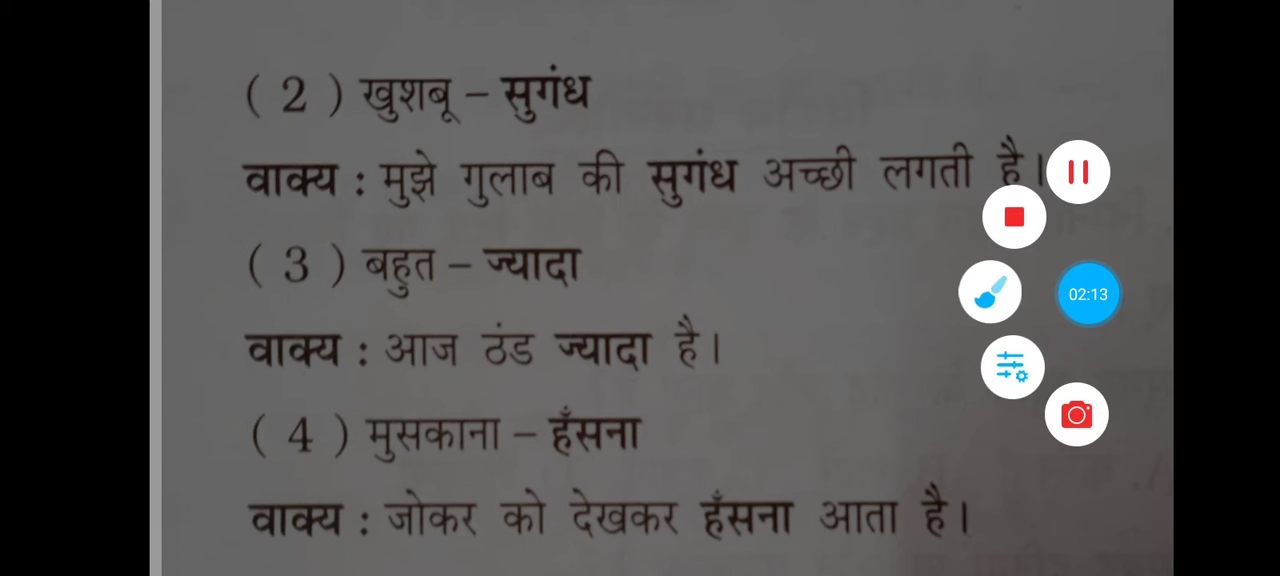 ( 2 ) खुशबू – सुगंध
वाक्य : मुझे गुलाब की सुगंध अच्छी लगती है।
( 3 ) बहुत – ज्यादा
वाक्य : आज ठंड ज्यादा है।
( 4 ) मुसकाना – हँसना
वाक्य : जोकर को देखकर हँसना आता है।
02:13